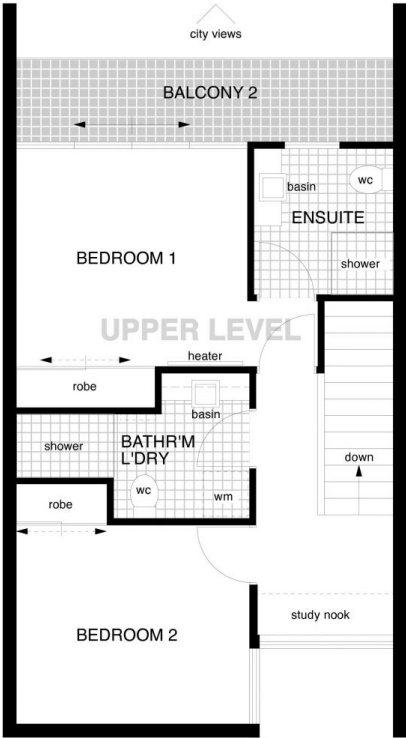 city views
BALCONY 2
basin
wc
ENSUITE
BEDROOM 1
shower
UPPER LEVEL
heater
robe
basin
shower
BATHR'M
L'DRY
down
wc
wm
robe
study nook
BEDROOM 2